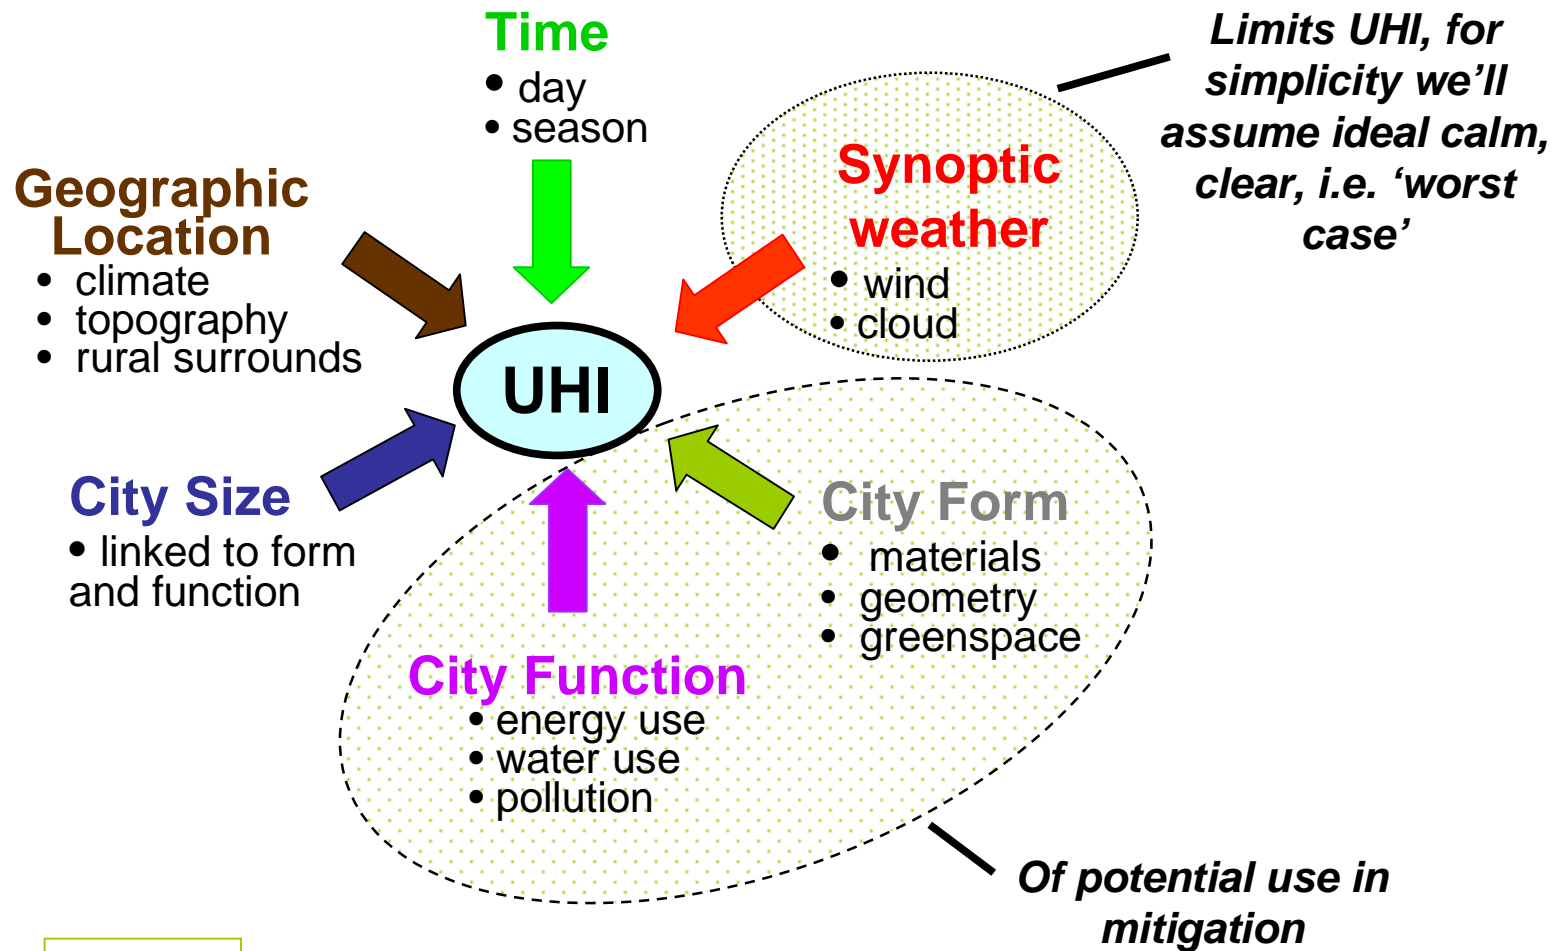 Time
• day
• season
Limits UHI, for
simplicity we'll
assume ideal calm,
clear, i.e. ‘worst
case’
Synoptic
weather
• wind
• cloud
Geographic
Location
• climate
• topography
• rural surrounds
UHI
City Size
• linked to form
and function
City Form
• materials
• geometry
• greenspace
City Function
• energy use
• water use
• pollution
Of potential use in
mitigation